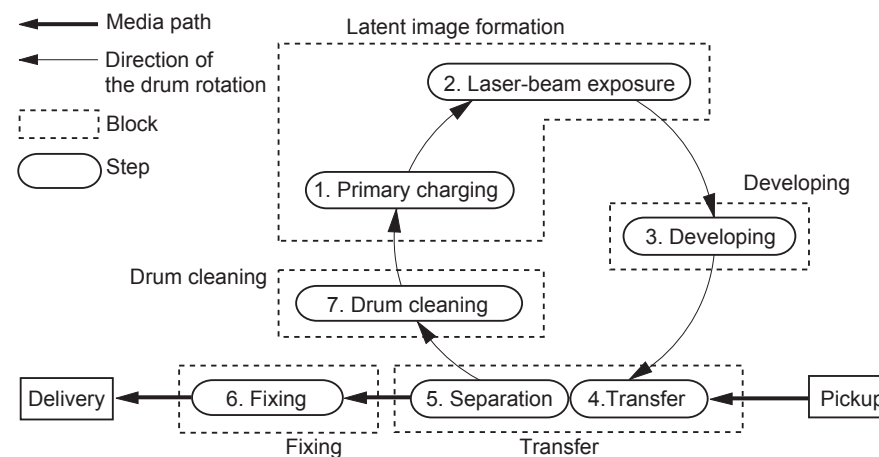 Media path
Direction of
the drum rotation
Block
Step
Latent image formation
2. Laser-beam exposure
1. Primary charging
Developing
3. Developing
Drum cleaning
7. Drum cleaning
Delivery
6. Fixing
5. Separation
4.Transfer
Pickup
Fixing
Transfer